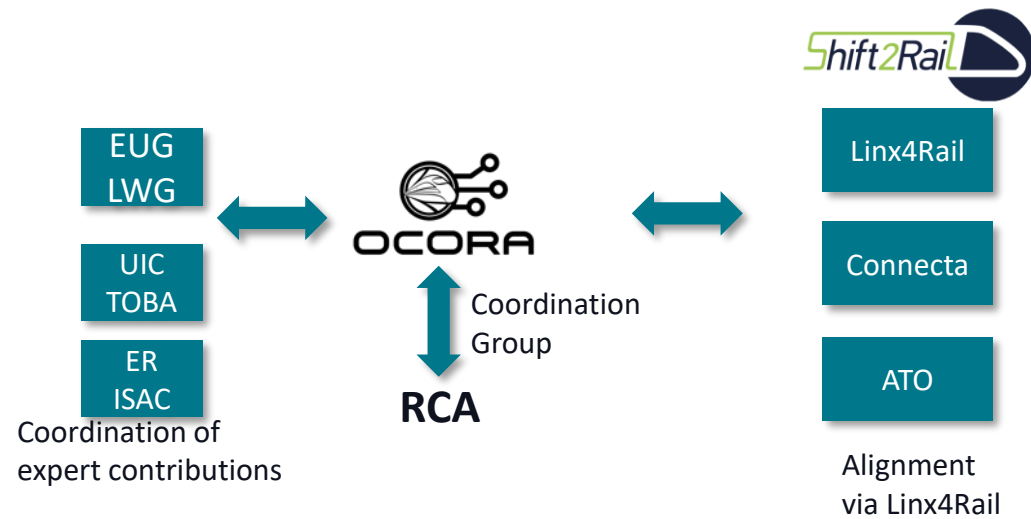 EUG
LWG
UIC
TOBA
ER
ISAC
Coordination of
expert contributions
OCORA
Coordination
Group
RCA
Shift2Rail
Linx4Rail
Connecta
ATO
Alignment
via Linx4Rail